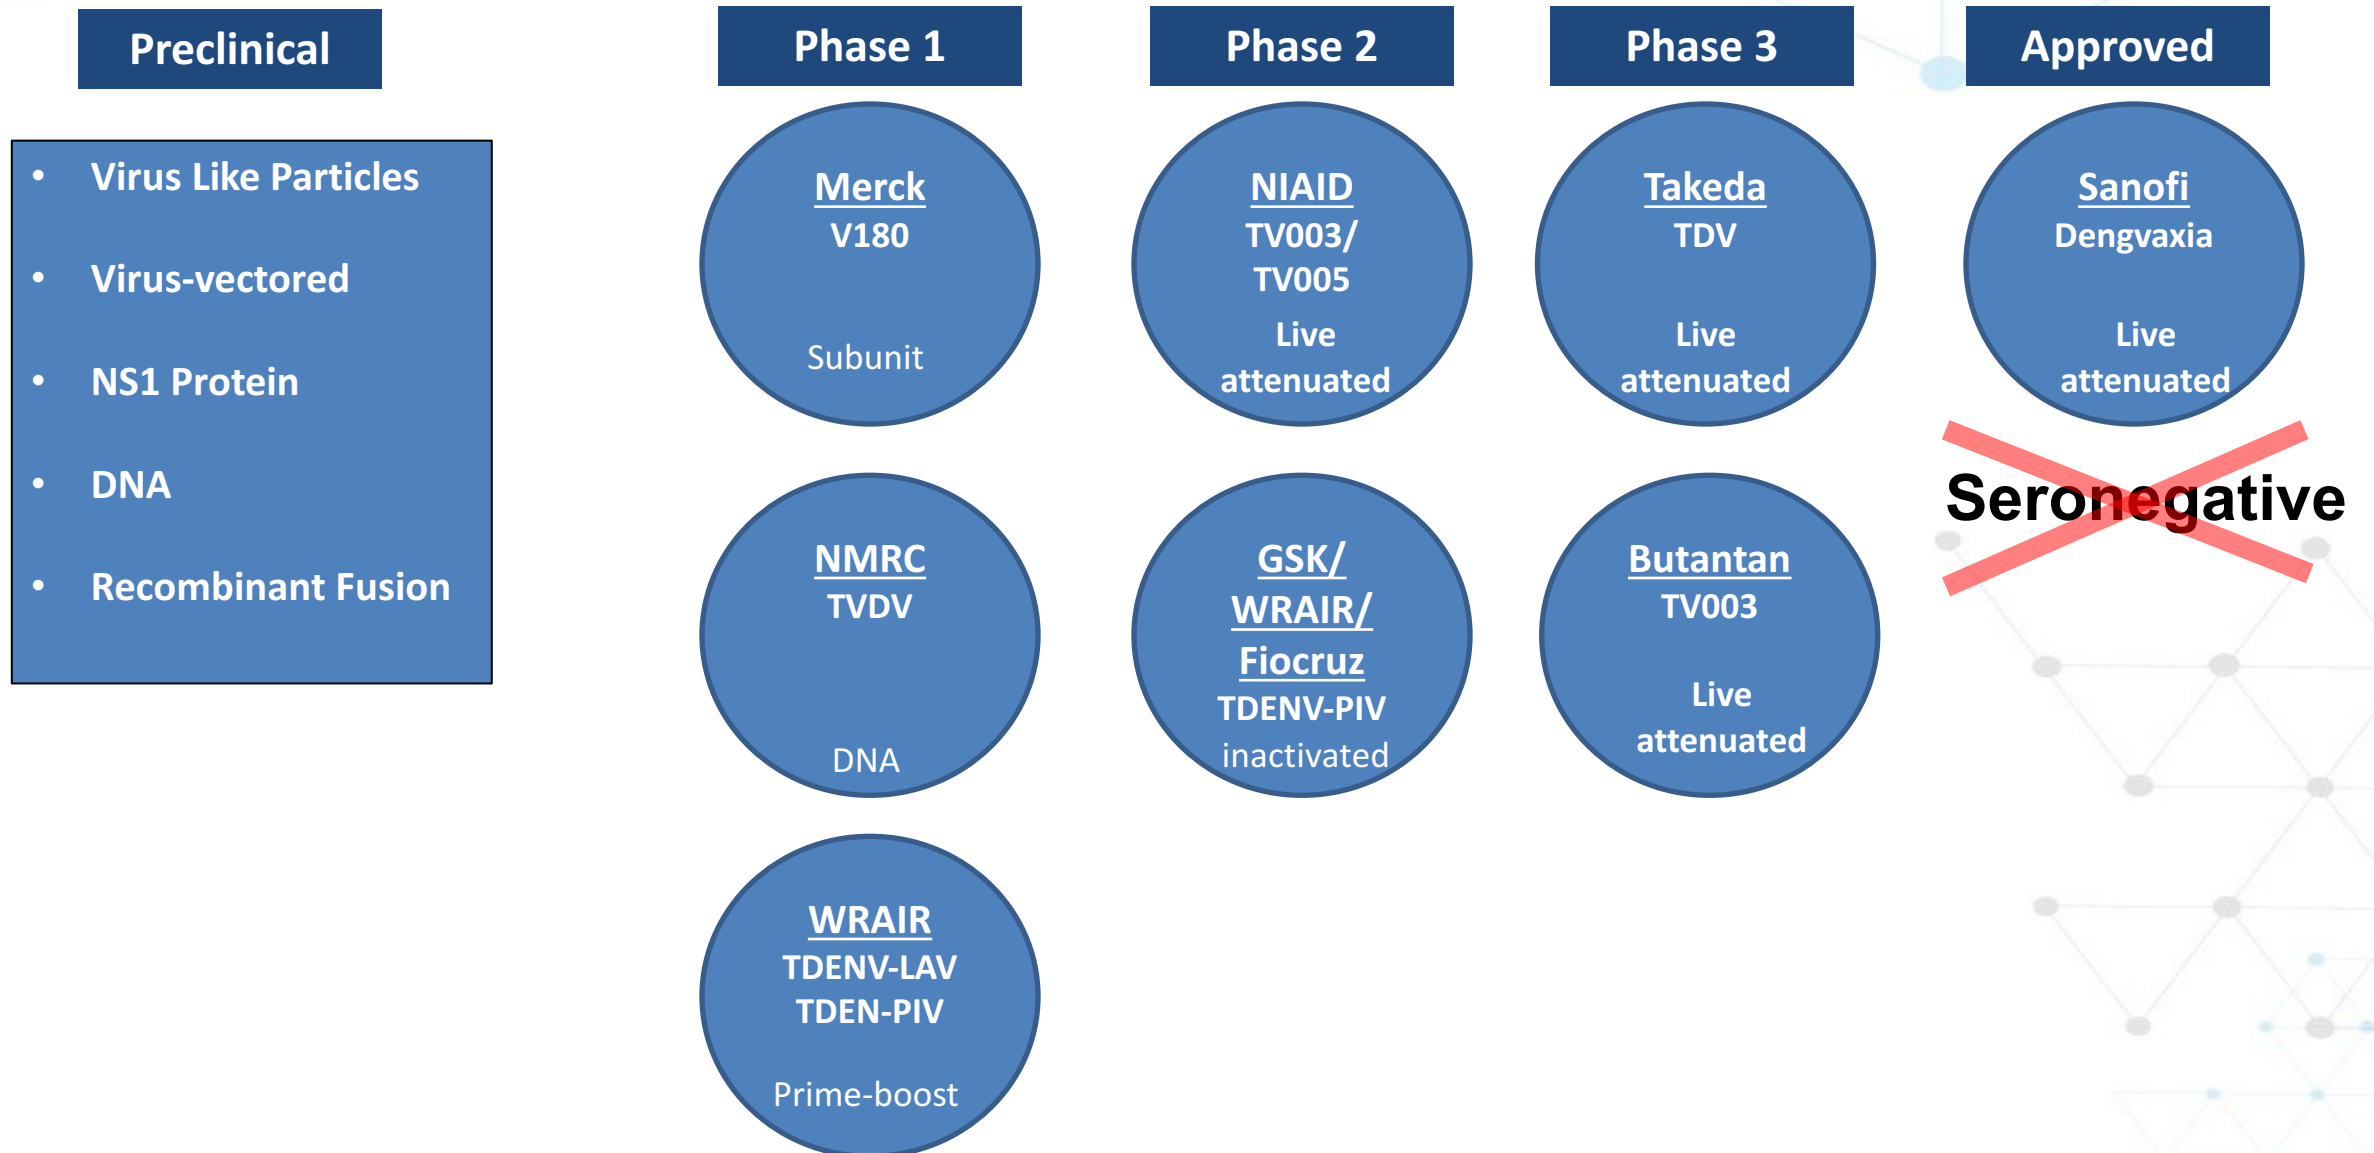 Preclinical
• Virus Like Particles
• Virus-vectored
• NS1 Protein
• DNA
• Recombinant Fusion
Phase 1
Merck
V180
Subunit
NMRC
TVDV
DNA
WRAIR
TDENV-LAV
TDEN-PIV
Prime-boost
Phase 2
NIAID
TV003/
TV005
Live
attenuated
GSK/
WRAIR/
Fiocruz
TDENV-PIV
inactivated
Phase 3
Takeda
TDV
Live
attenuated
Butantan
TV003
Live
attenuated
Approved
Sanofi
Dengvaxia
Live
attenuated
Seronegative